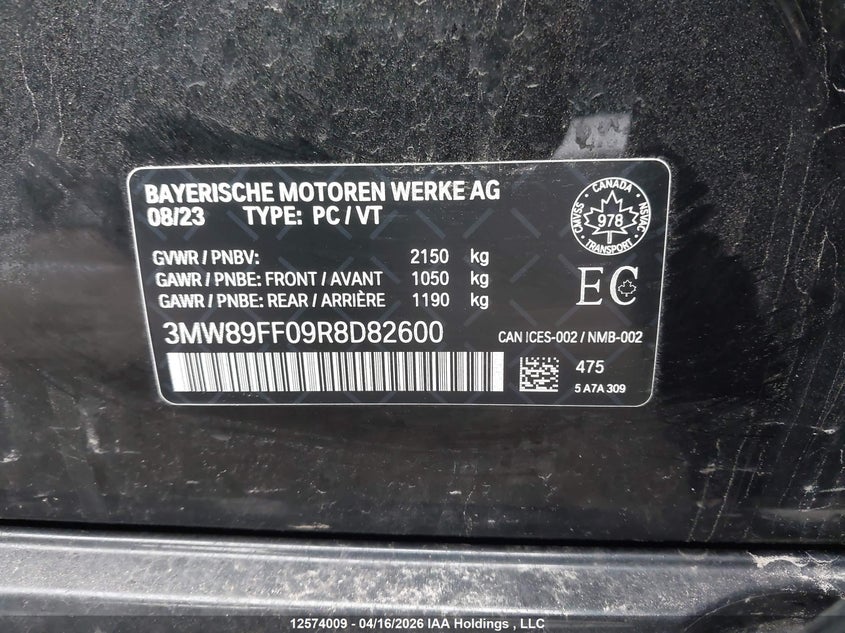 BAYERISCHE MOTOREN WERKE AG
08/23 TYPE: PC / VT
GVWR / PNBV: 2150 kg
GAWR / PNBE: FRONT / AVANT 1050 kg
GAWR / PNBE: REAR / ARRIÈRE 1190 kg
CANADA
CMVSS 978 NSVAC
TRANSPORT
EC
3MW89FF09R8D82600
CAN ICES-002 / NMB-002
475
5 A7A 309
12574009 - 04/16/2026 IAA Holdings , LLC